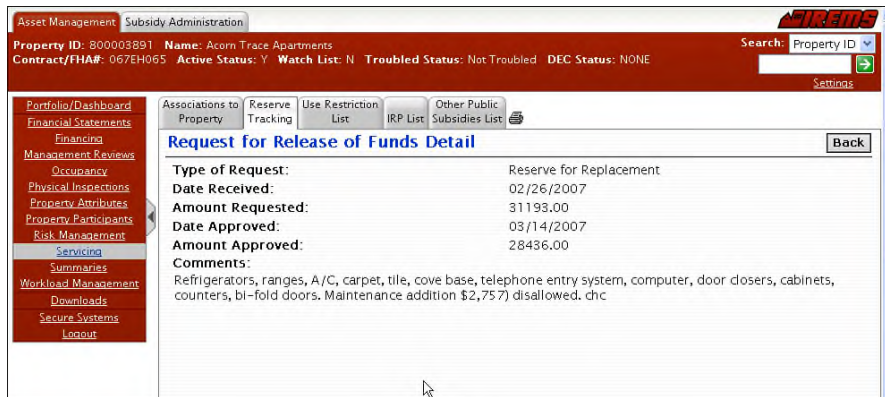 Asset Management Subsidy Administration
iREMS
Property ID: 800003891 Name: Acorn Trace Apartments
Contract/FHA#: 067EH065 Active Status: Y Watch List: N Troubled Status: Not Troubled DEC Status: NONE
Search: Property ID
Settings
Portfolio/Dashboard
Financial Statements
Financing
Management Reviews
Occupancy
Physical Inspections
Property Attributes
Property Participants
Risk Management
Servicing
Summaries
Workload Management
Downloads
Secure Systems
Logout
Associations to Property Reserve Tracking Use Restriction List IRP List Other Public Subsidies List
Request for Release of Funds Detail Back
Type of Request: Reserve for Replacement
Date Received: 02/26/2007
Amount Requested: 31193.00
Date Approved: 03/14/2007
Amount Approved: 28436.00
Comments:
Refrigerators, ranges, A/C, carpet, tile, cove base, telephone entry system, computer, door closers, cabinets,
counters, bi-fold doors. Maintenance addition $2,757) disallowed. chc